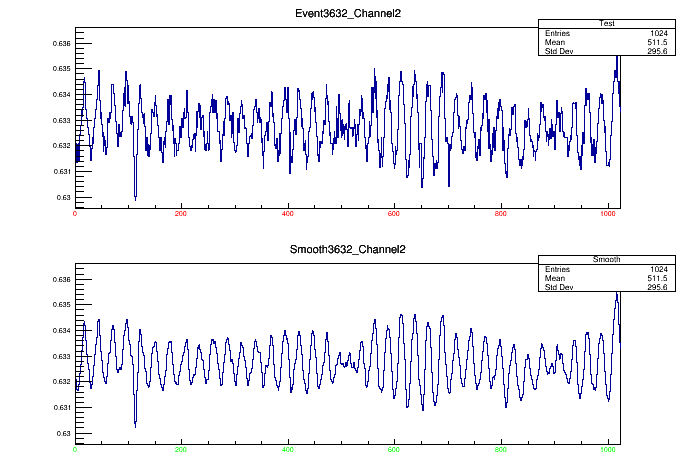 Event3632_Channel2
Test
Entries 1024
Mean 511.5
Std Dev 295.6
0.636
0.635
0.634
0.633
0.632
0.631
0.63
0 200 400 600 800 1000
Smooth3632_Channel2
Smooth
Entries 1024
Mean 511.5
Std Dev 295.6
0.636
0.635
0.634
0.633
0.632
0.631
0.63
0 200 400 600 800 1000